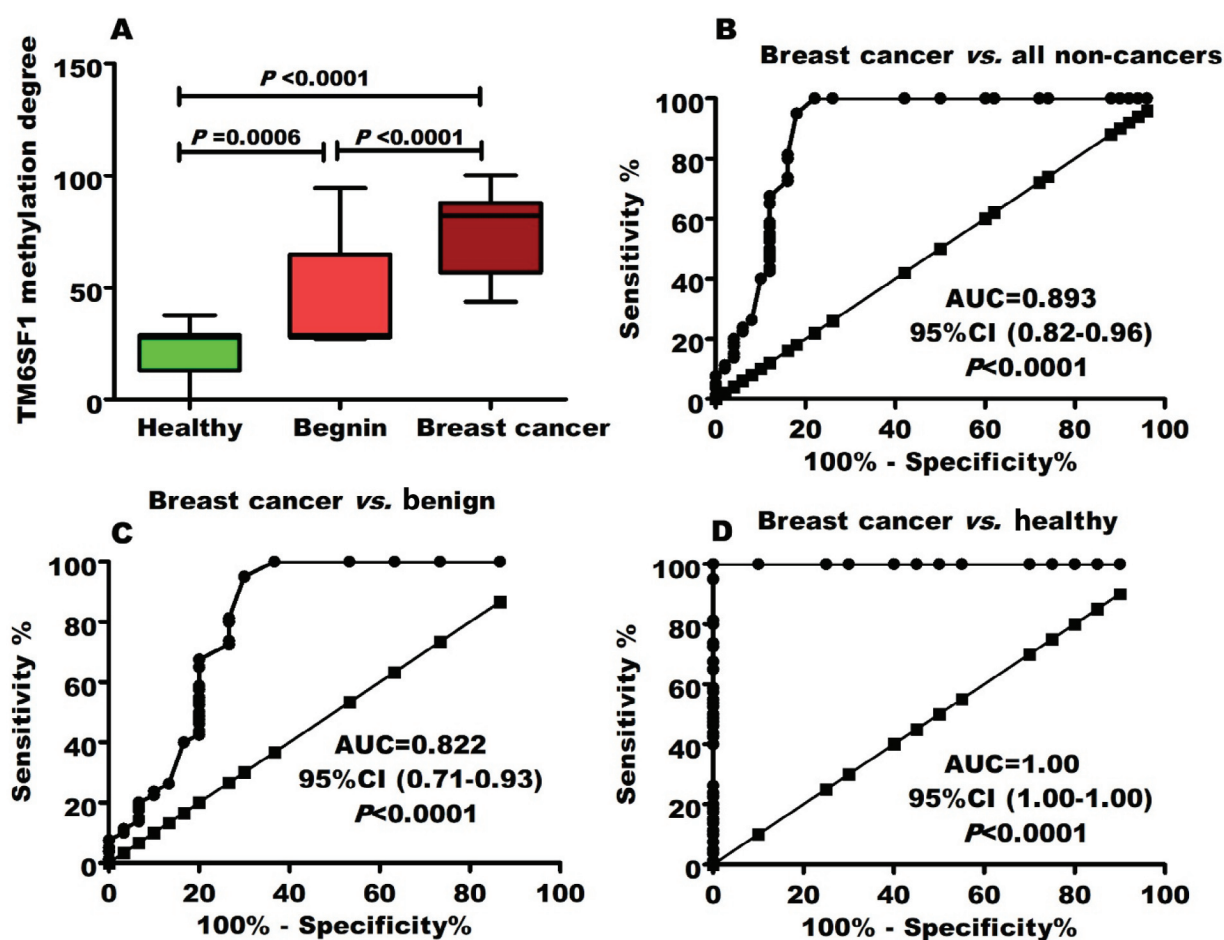 A
TM6SF1 methylation degree
150
100
50
0
P <0.0001
P =0.0006
P <0.0001
Healthy
Begnin
Breast cancer
B
Breast cancer vs. all non-cancers
Sensitivity %
100
80
60
40
20
0
AUC=0.893
95%CI (0.82-0.96)
P<0.0001
0 20 40 60 80 100
100% - Specificity%
C
Breast cancer vs. benign
Sensitivity %
100
80
60
40
20
0
AUC=0.822
95%CI (0.71-0.93)
P<0.0001
0 20 40 60 80 100
100% - Specificity%
D
Breast cancer vs. healthy
Sensitivity %
100
80
60
40
20
0
AUC=1.00
95%CI (1.00-1.00)
P<0.0001
0 20 40 60 80 100
100% - Specificity%